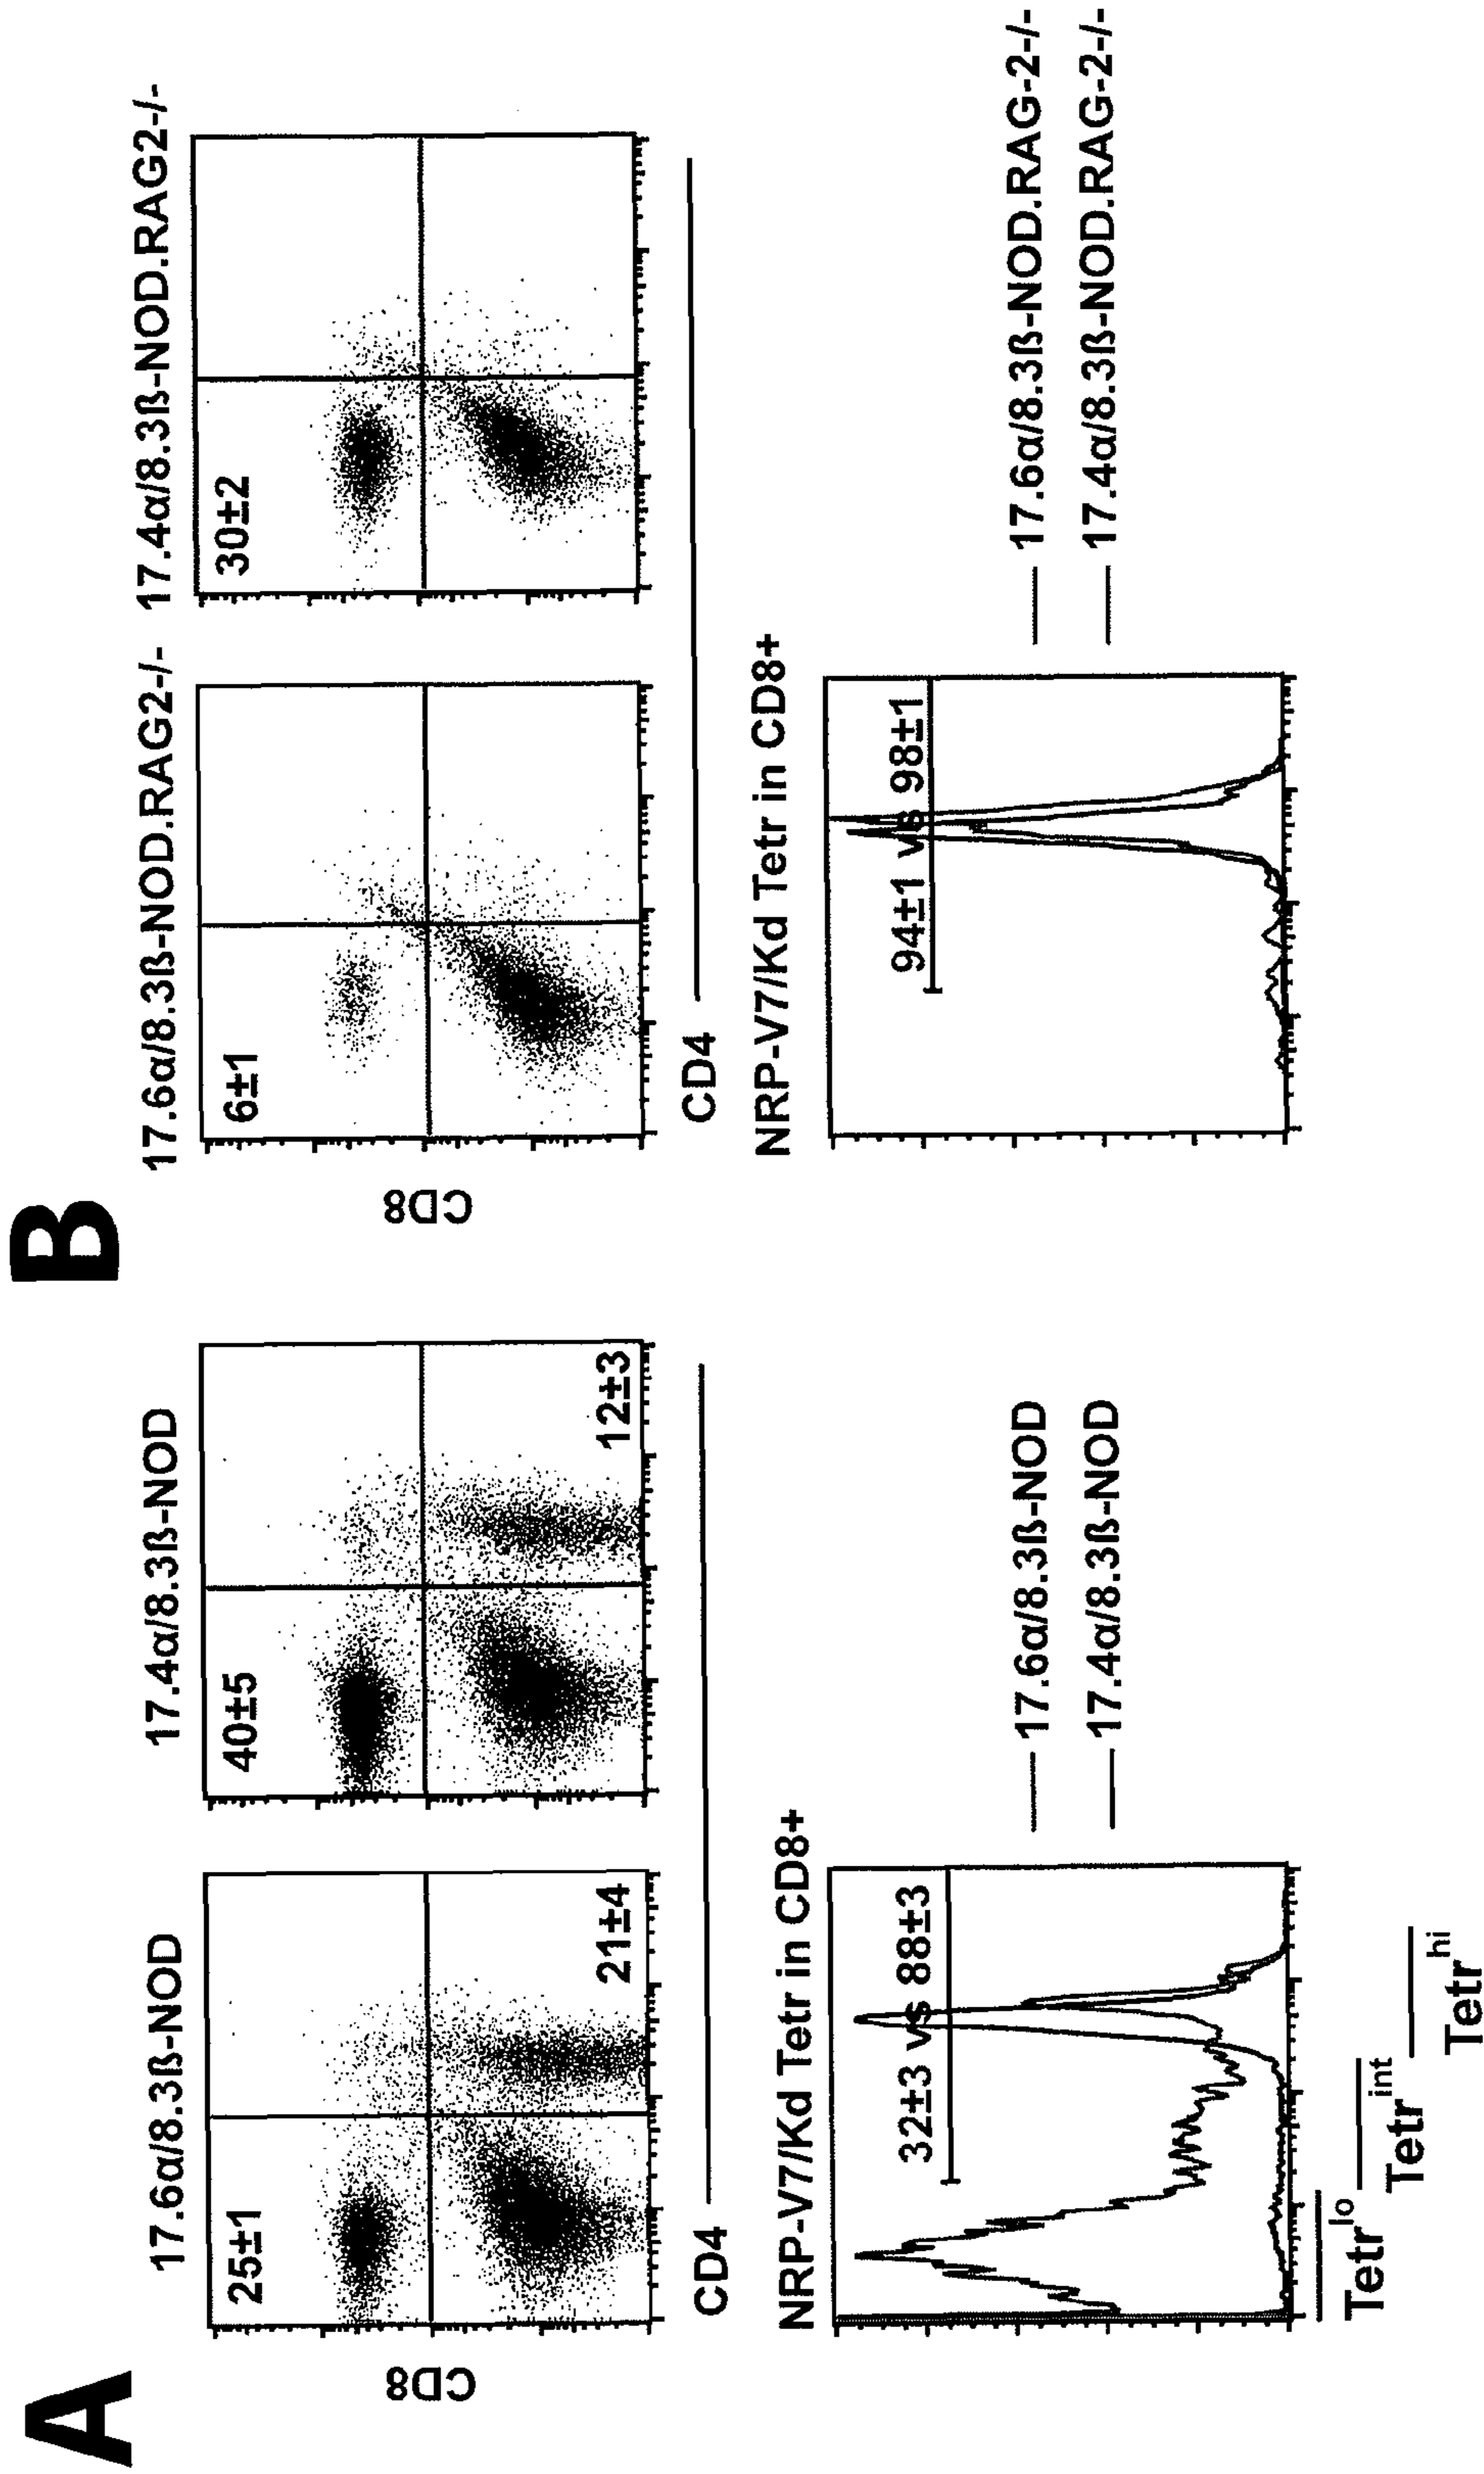 A
17.6α/8.3ß-NOD
17.4α/8.3ß-NOD
CD8
25±1
21±4
40±5
12±3
CD4
NRP-V7/Kd Tetr in CD8+
32±3 vs 88±3
17.6α/8.3ß-NOD
17.4α/8.3ß-NOD
Tetr lo
Tetr int
Tetr hi
B
17.6α/8.3ß-NOD.RAG2-/-
17.4α/8.3ß-NOD.RAG2-/-
CD8
6±1
30±2
CD4
NRP-V7/Kd Tetr in CD8+
94±1 vs 98±1
17.6α/8.3ß-NOD.RAG-2-/-
17.4α/8.3ß-NOD.RAG-2-/-